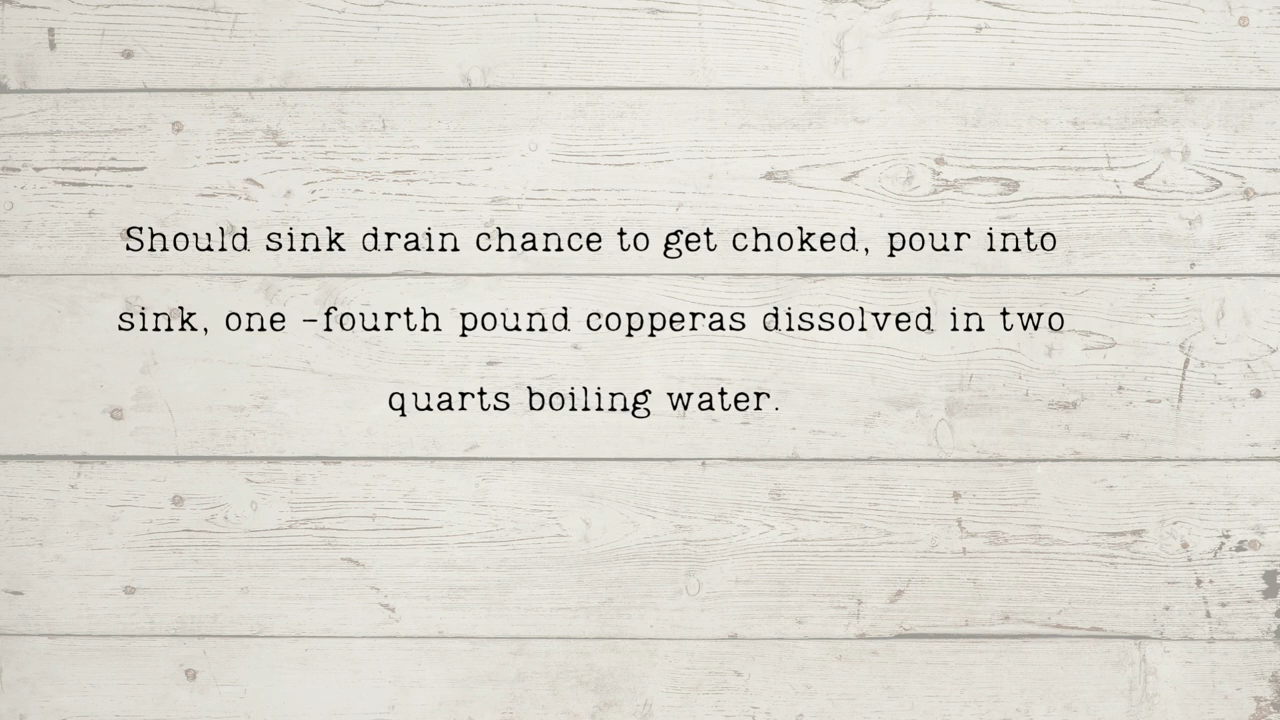 Should sink drain chance to get choked, pour into
sink, one -fourth pound copperas dissolved in two
quarts boiling water.